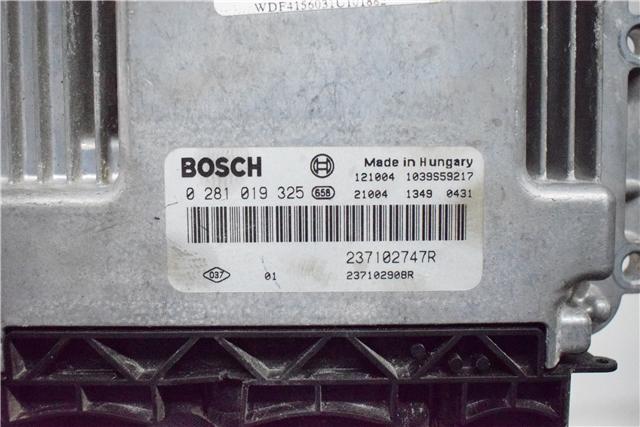 BOSCH Made in Hungary
121004 1039S59217
0 281 019 325 658 21004 1349 0431
237102747R
037 01 237102908R